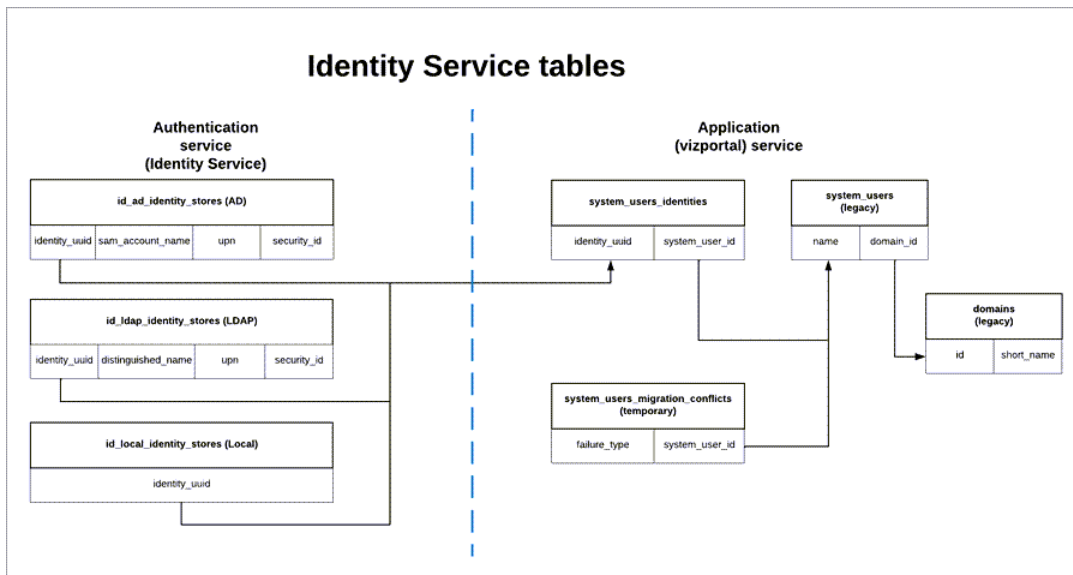 Identity Service tables
Authentication
service
(Identity Service)
Application
(vizportal) service
id_ad_identity_stores (AD)
identity_uuid sam_account_name upn security_id
id_ldap_identity_stores (LDAP)
identity_uuid distinguished_name upn security_id
id_local_identity_stores (Local)
identity_uuid
system_users_identities
identity_uuid system_user_id
system_users
(legacy)
name domain_id
domains
(legacy)
id short_name
system_users_migration_conflicts
(temporary)
failure_type system_user_id